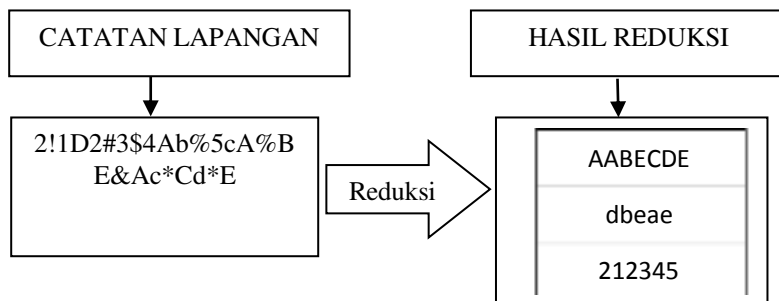 CATATAN LAPANGAN
HASIL REDUKSI
2!1D2#3$4Ab%5cA%B
E&Ac*Cd*E
Reduksi
AABECDE
dbeae
212345